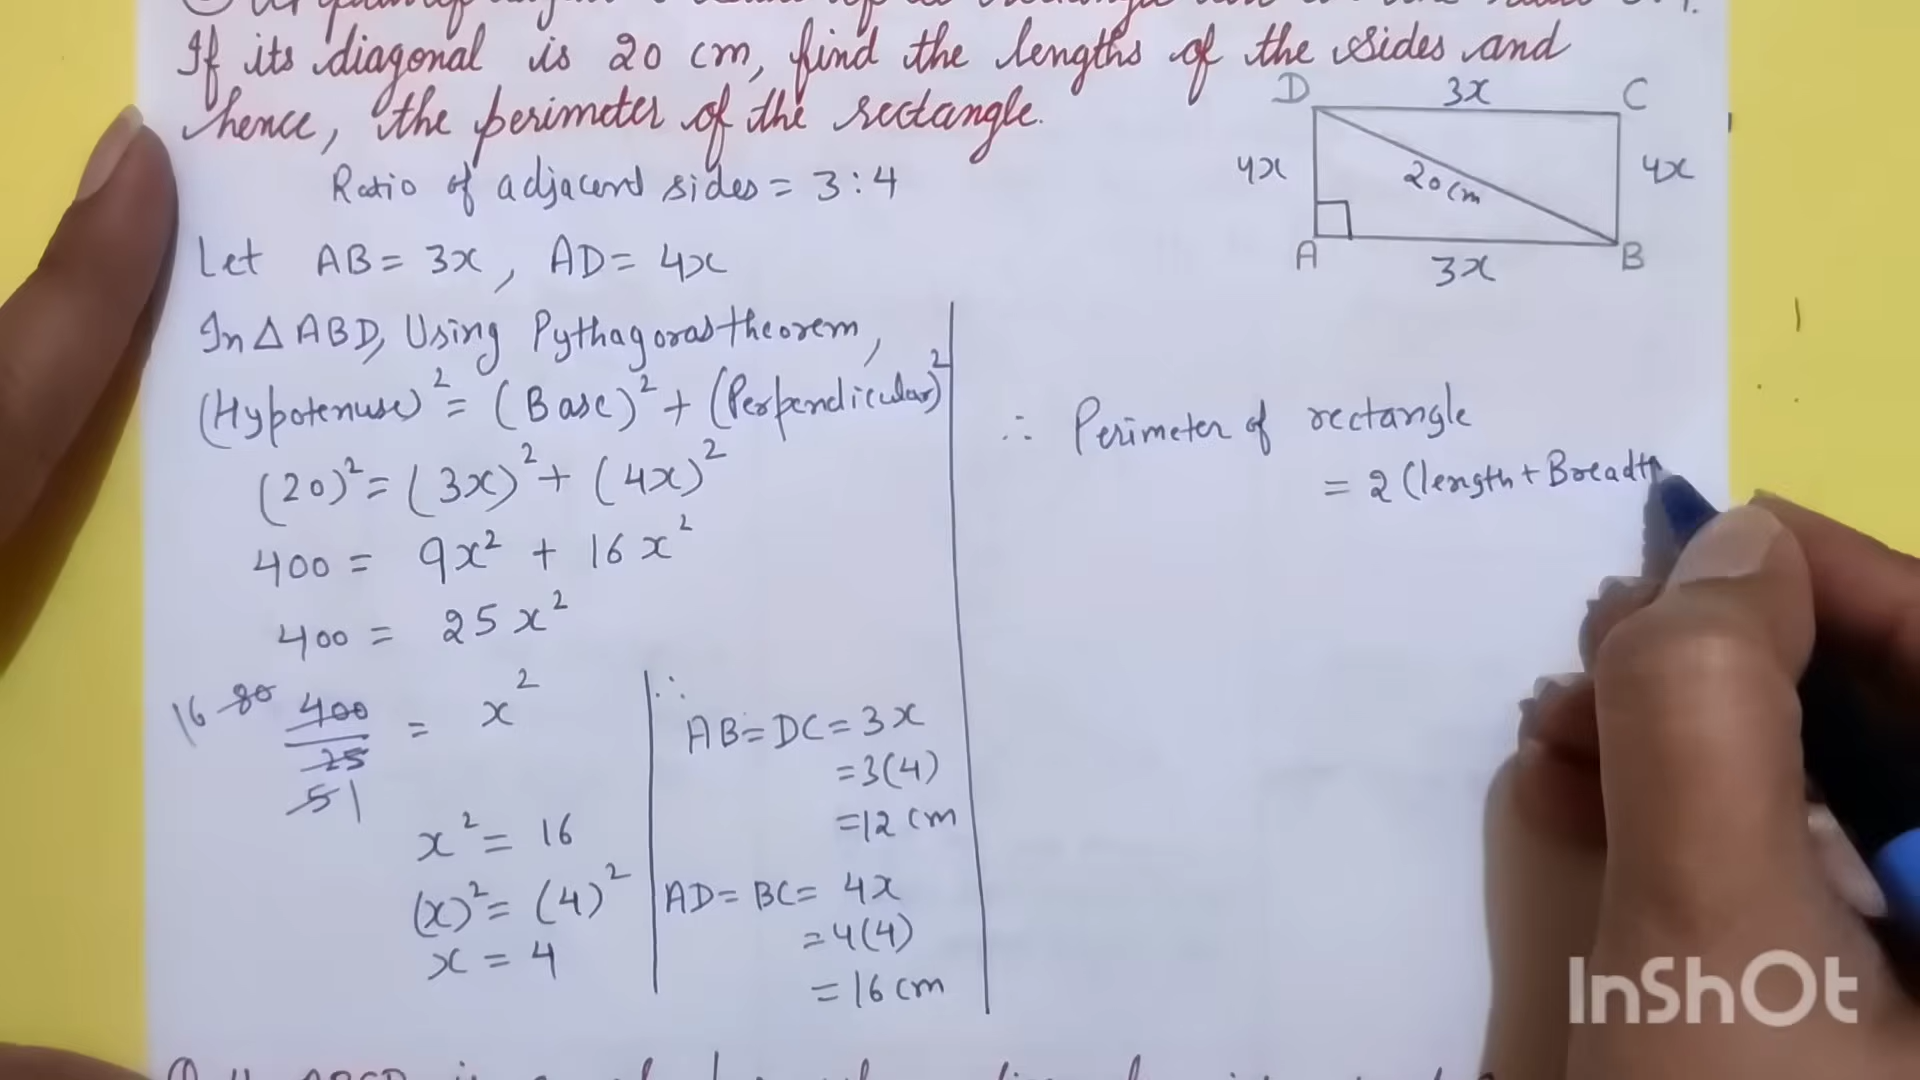 If its diagonal is 20 cm, find the lengths of the sides and
hence, the perimeter of the rectangle.
Ratio of adjacent sides = 3 : 4
Let AB = 3x, AD = 4x
In △ ABD, Using Pythagoras theorem,
(Hypotenuse)² = (Base)² + (Perpendicular)²
(20)² = (3x)² + (4x)²
400 = 9x² + 16x²
400 = 25x²
16 80 400 = x²
25
5 1
x² = 16
(x)² = (4)²
x = 4
∴
AB = DC = 3x
= 3(4)
= 12 cm
AD = BC = 4x
= 4(4)
= 16 cm
D 3x C
4x 20 cm 4x
A 3x B
∴ Perimeter of rectangle
= 2 (length + Breadth
InShOt